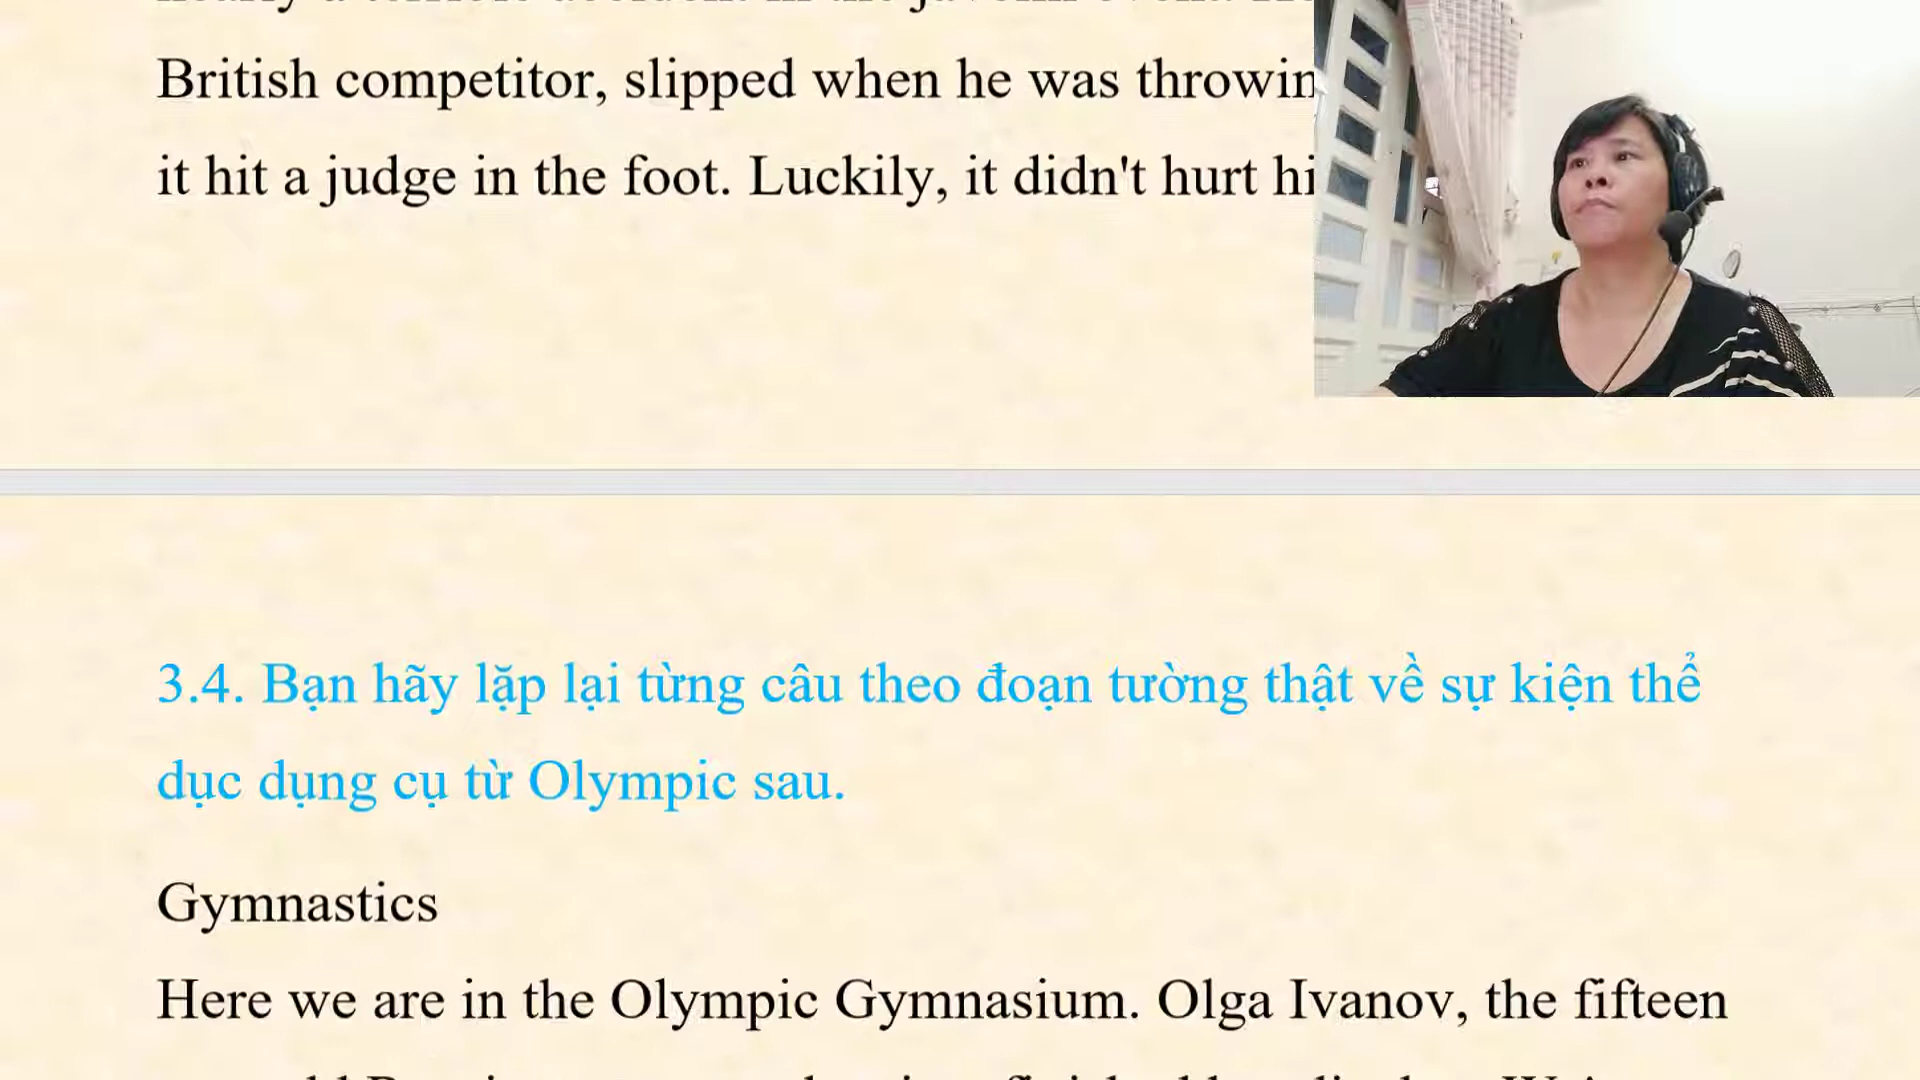 British competitor, slipped when he was throwin
it hit a judge in the foot. Luckily, it didn't hurt hi
3.4. Bạn hãy lặp lại từng câu theo đoạn tường thật về sự kiện thể
dục dụng cụ từ Olympic sau.
Gymnastics
Here we are in the Olympic Gymnasium. Olga Ivanov, the fifteen